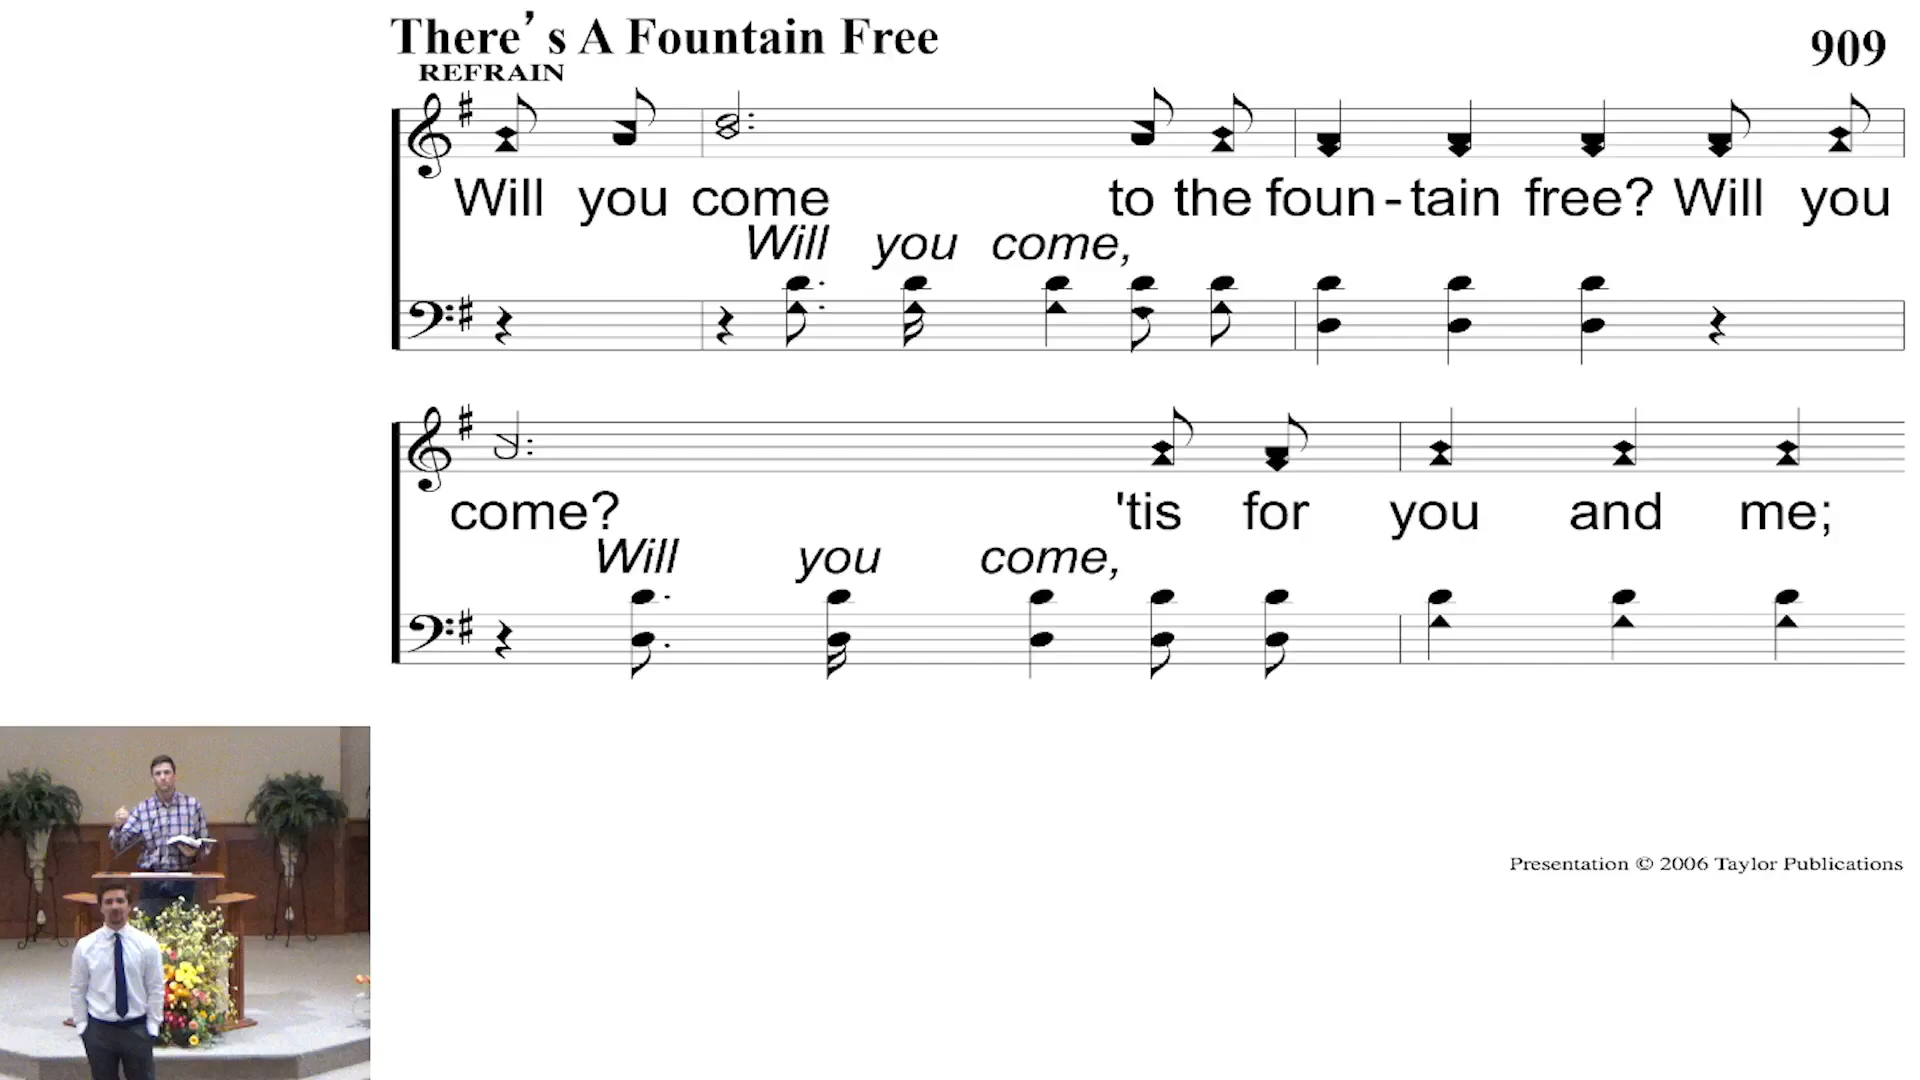 There's A Fountain Free
909
REFRAIN
Will you come to the foun-tain free? Will you
Will you come,
come? 'tis for you and me;
Will you come,
Presentation © 2006 Taylor Publications